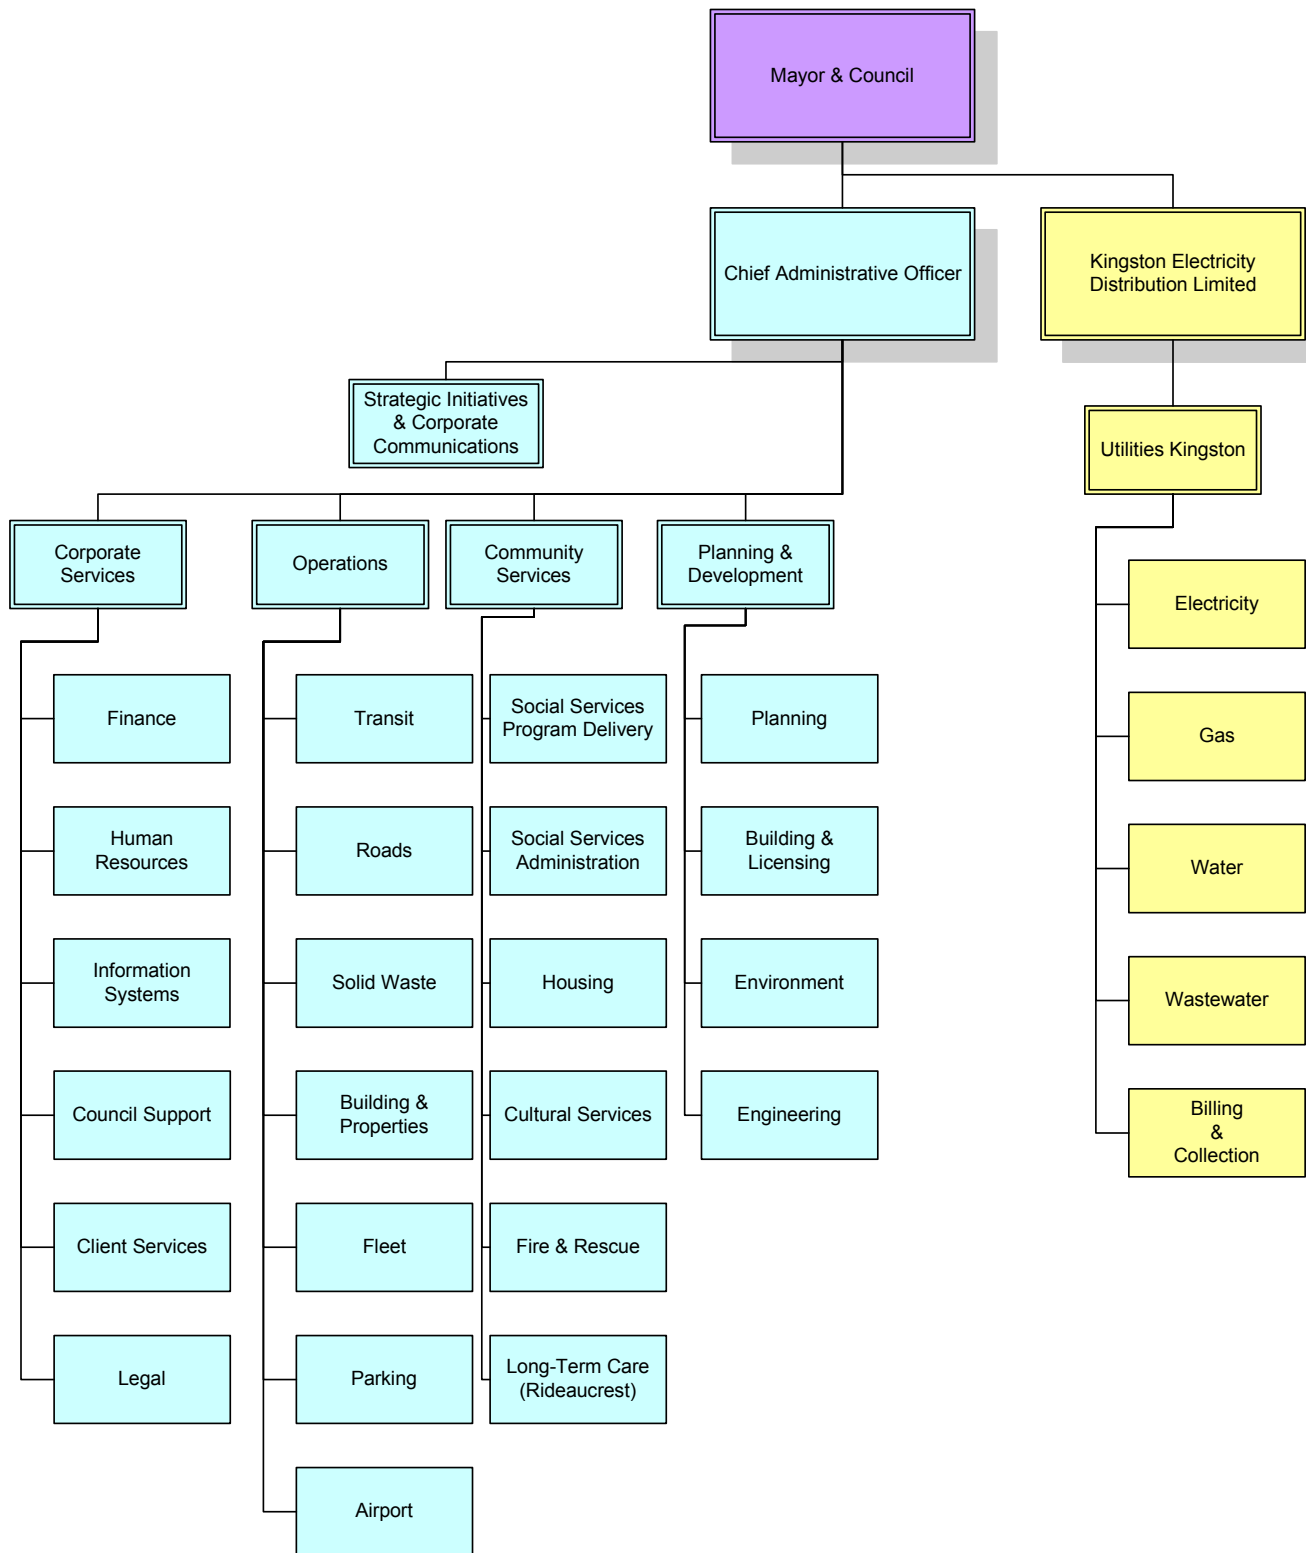 Mayor & Council
Chief Administrative Officer
Kingston Electricity
Distribution Limited
Strategic Initiatives
& Corporate
Communications
Utilities Kingston
Corporate
Services
Operations
Community
Services
Planning &
Development
Electricity
Finance
Transit
Social Services
Program Delivery
Planning
Gas
Human
Resources
Roads
Social Services
Administration
Building &
Licensing
Water
Information
Systems
Solid Waste
Housing
Environment
Wastewater
Council Support
Building &
Properties
Cultural Services
Engineering
Billing
&
Collection
Client Services
Fleet
Fire & Rescue
Legal
Parking
Long-Term Care
(Rideaucrest)
Airport